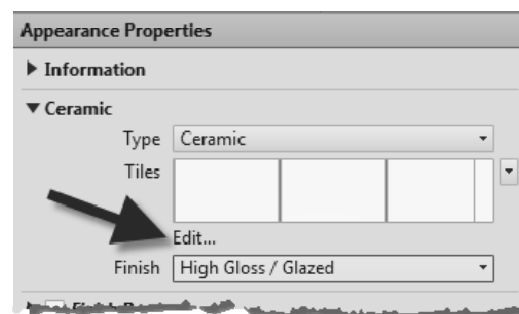 Appearance Properties
Information
Ceramic
Type Ceramic
Tiles
Edit...
Finish High Gloss / Glazed